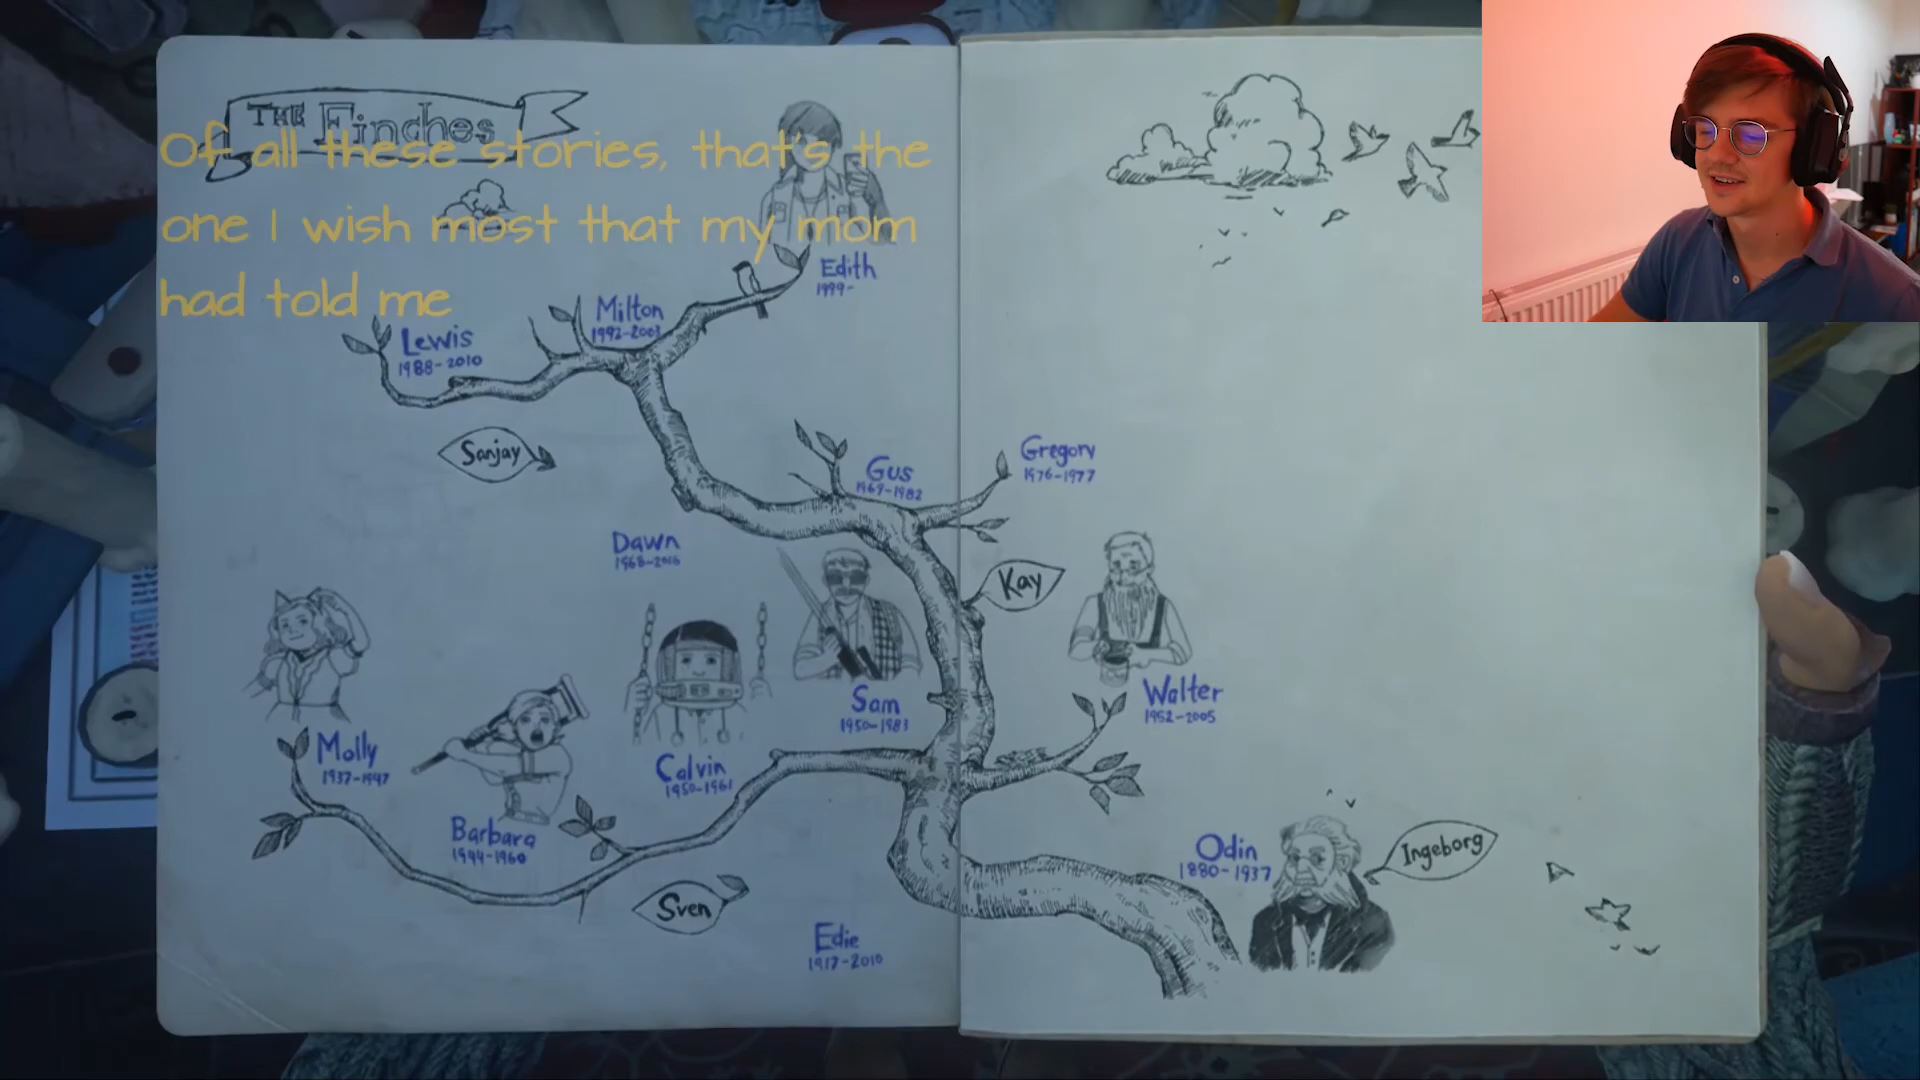 THE Finches
Of all these stories, that's the
one I wish most that my mom
had told me
Edith
1999-
Milton
1992-2003
Lewis
1988-2010
Sanjay
Gus
1969-1982
Gregory
1976-1977
Dawn
1968-2016
Kay
Sam
1950-1983
Walter
1952-2005
Molly
1937-1947
Calvin
1950-1961
Barbara
1944-1960
Sven
Odin
1880-1937
Ingeborg
Edie
1917-2010